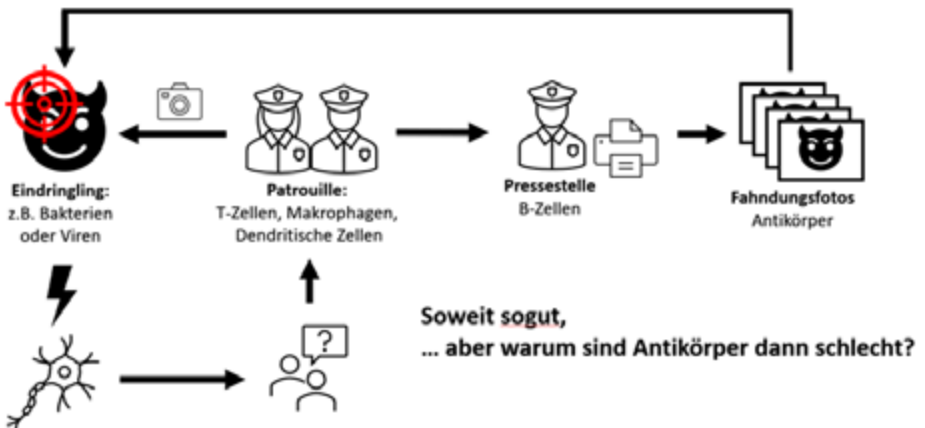 Eindringling:
z.B. Bakterien
oder Viren
Patrouille:
T-Zellen, Makrophagen,
Dendritische Zellen
Pressestelle
B-Zellen
Fahndungsfotos
Antikörper
?
Soweit sogut,
... aber warum sind Antikörper dann schlecht?